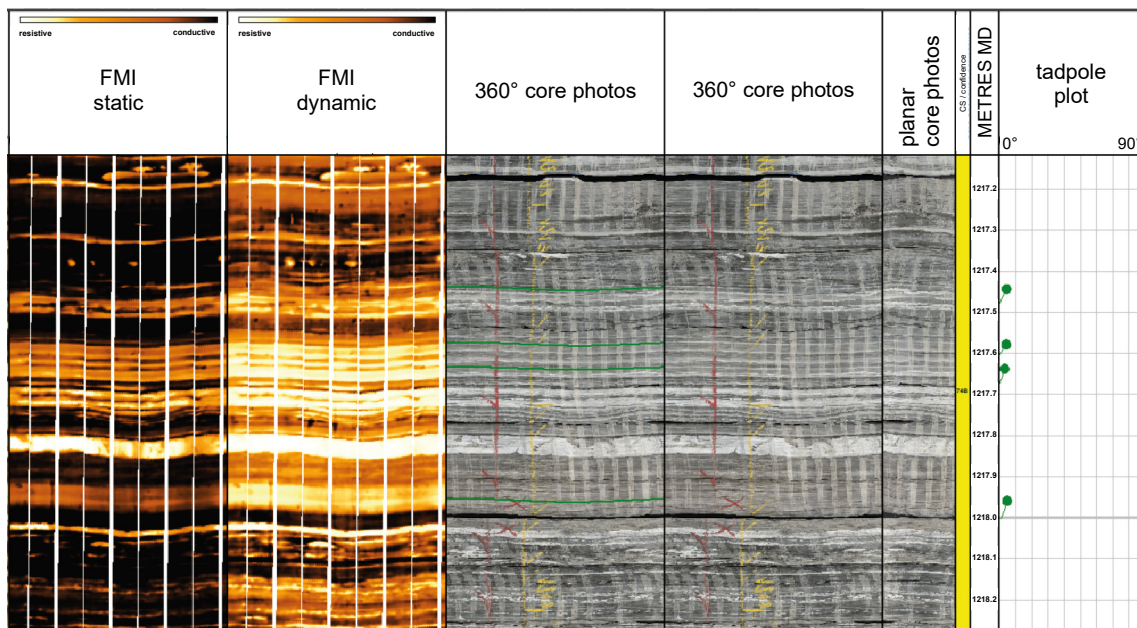 resistive conductive
resistive conductive
FMI
static
FMI
dynamic
360° core photos
360° core photos
planar
core photos
CS / confidence
METRES MD
tadpole
plot
0° 90°
1217.2
1217.3
1217.4
1217.5
1217.6
1217.7
1217.8
1217.9
1218.0
1218.1
1218.2